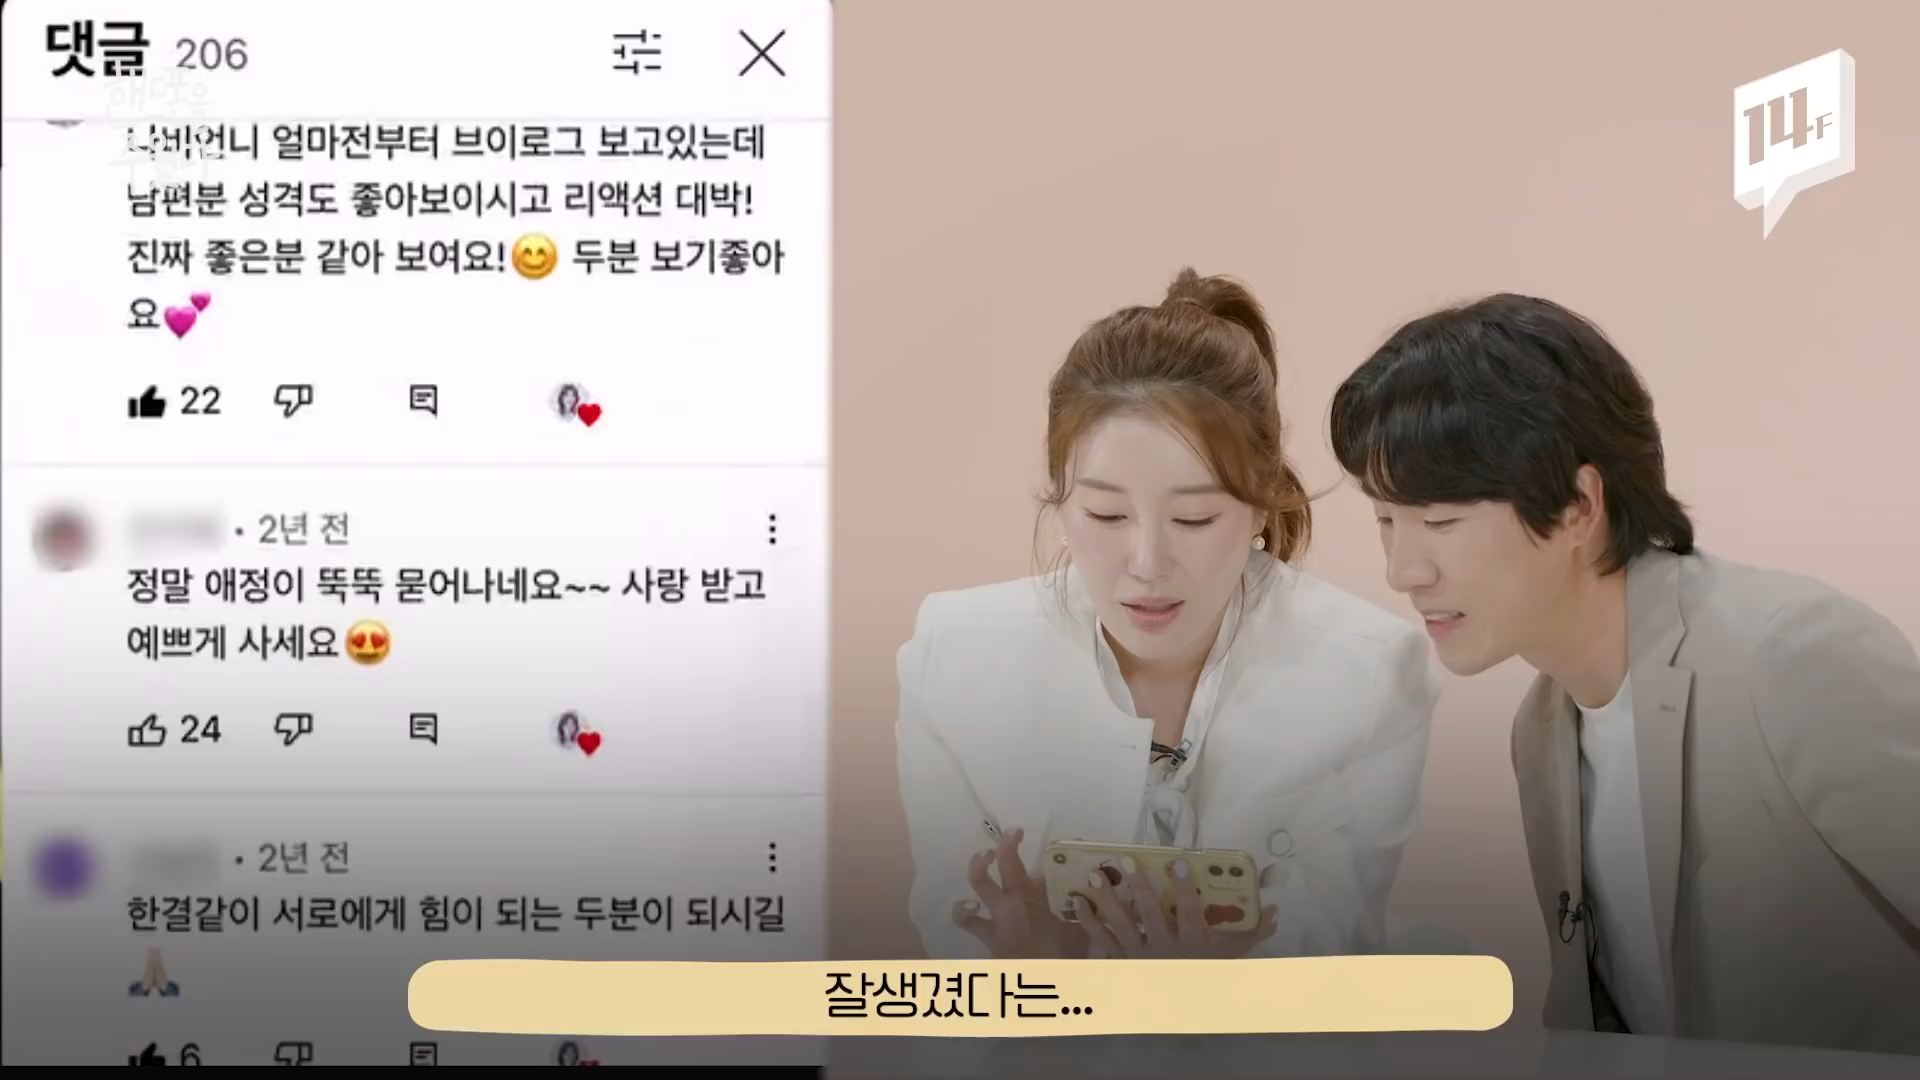 댓글 206
나비언니 얼마전부터 브이로그 보고있는데
남편분 성격도 좋아보이시고 리액션 대박!
진짜 좋은분 같아 보여요!😊 두분 보기좋아
요💕
22
• 2년 전
정말 애정이 뚝뚝 묻어나네요~~ 사랑 받고
예쁘게 사세요😍
24
• 2년 전
한결같이 서로에게 힘이 되는 두분이 되시길
🙏🏻
6
14F
잘생겼다는...